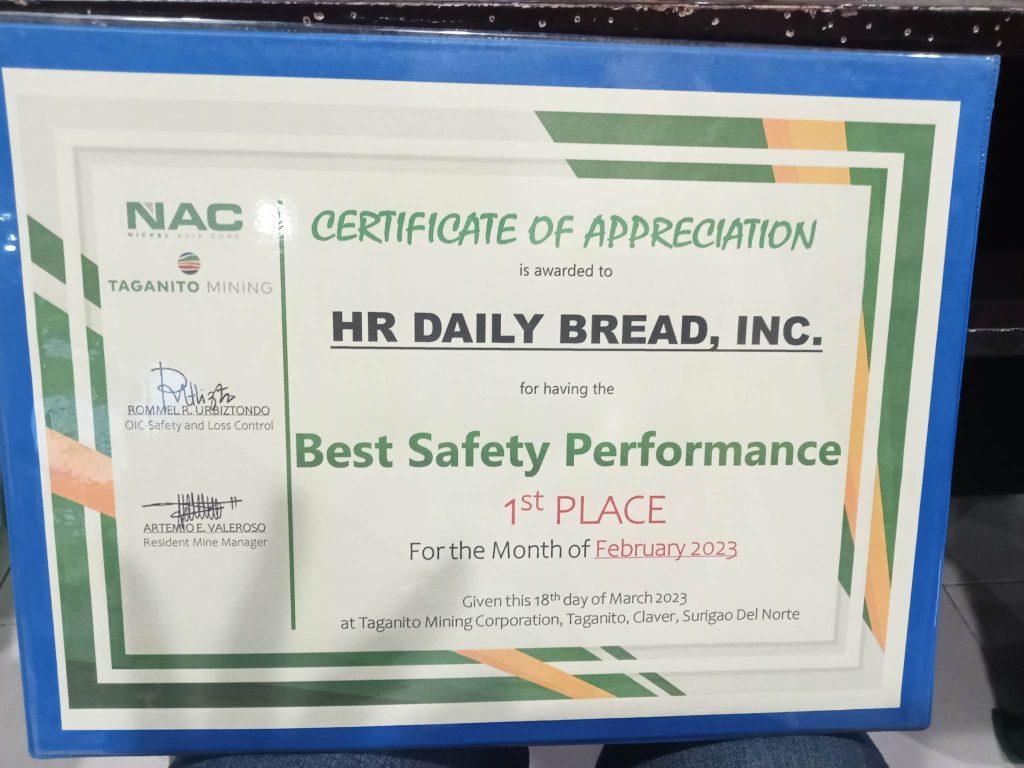 NAC
NICKEL ASIA CORP
TAGANITO MINING
ROMMEL R. URBIZTONDO
OIC-Safety and Loss Control
ARTEMIO E. VALEROSO
Resident Mine Manager
CERTIFICATE OF APPRECIATION
is awarded to
HR DAILY BREAD, INC.
for having the
Best Safety Performance
1st PLACE
For the Month of February 2023
Given this 18th day of March 2023
at Taganito Mining Corporation, Taganito, Claver, Surigao Del Norte